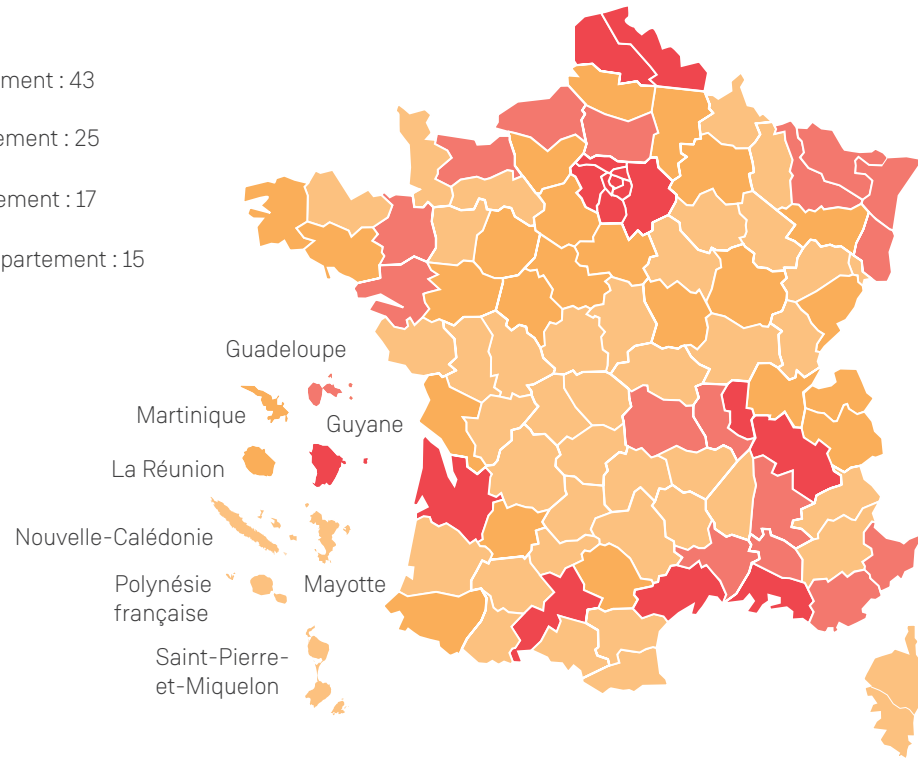 ement : 43
ement : 25
ement : 17
partement : 15
Guadeloupe
Martinique
Guyane
La Réunion
Nouvelle-Calédonie
Polynésie
française
Mayotte
Saint-Pierre-
et-Miquelon